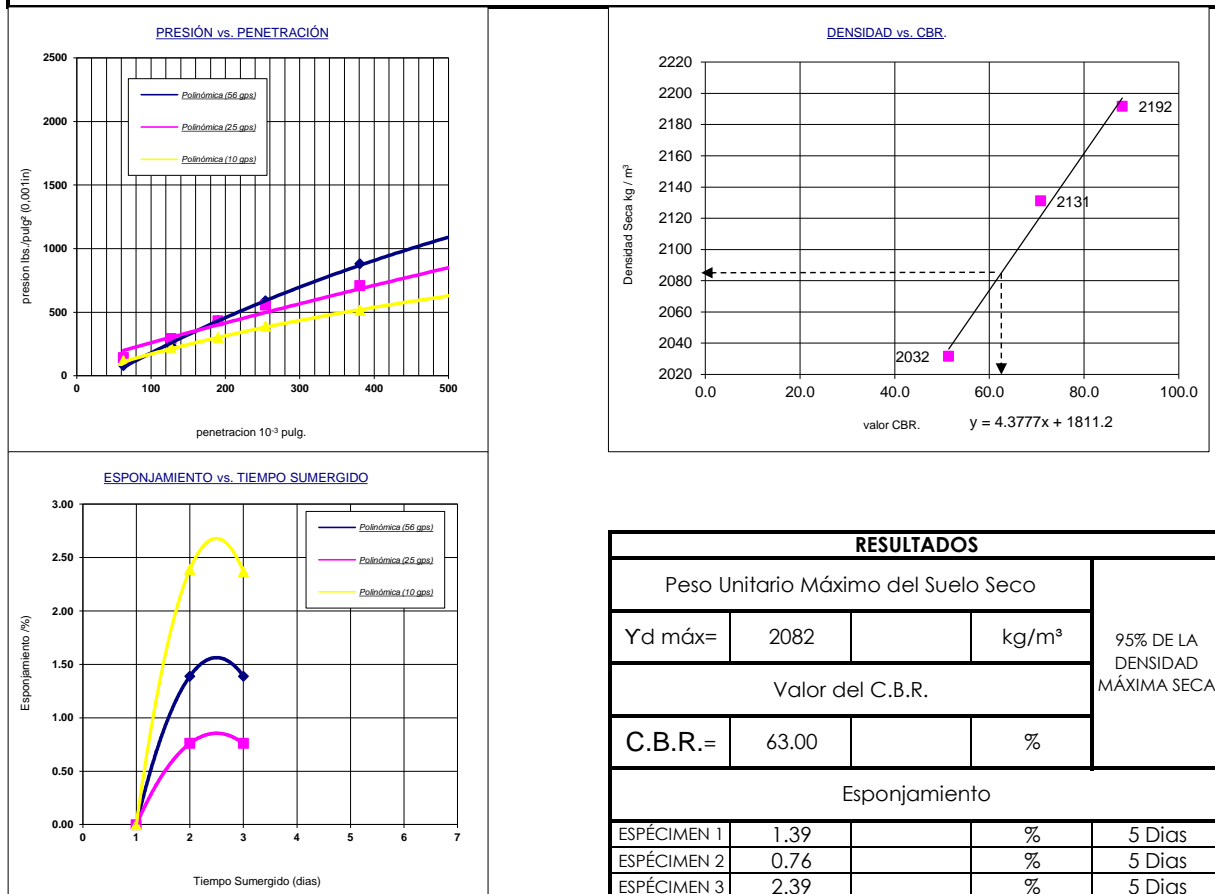 PRESIÓN vs. PENETRACIÓN
2500
2000
1500
1000
500
0
0 100 200 300 400 500
presion lbs./pulg² (0,001in)
penetracion 10⁻³ pulg.
Polinómica (56 gps)
Polinómica (25 gps)
Polinómica (10 gps)
DENSIDAD vs. CBR.
2220
2200
2180
2160
2140
2120
2100
2080
2060
2040
2020
0.0 20.0 40.0 60.0 80.0 100.0
Densidad Seca kg / m³
2192
2131
2032
valor CBR.
y = 4.3777x + 1811.2
ESPONJAMIENTO vs. TIEMPO SUMERGIDO
3.00
2.50
2.00
1.50
1.00
0.50
0.00
0 1 2 3 4 5 6 7
Esponjamiento /%)
Tiempo Sumergido (dias)
Polinómica (56 gps)
Polinómica (25 gps)
Polinómica (10 gps)
RESULTADOS
Peso Unitario Máximo del Suelo Seco
ϒd máx= 2082 kg/m³
95% DE LA
DENSIDAD
MÁXIMA SECA
Valor del C.B.R.
C.B.R.= 63.00 %
Esponjamiento
ESPÉCIMEN 1 1.39 % 5 Dias
ESPÉCIMEN 2 0.76 % 5 Dias
ESPÉCIMEN 3 2.39 % 5 Dias